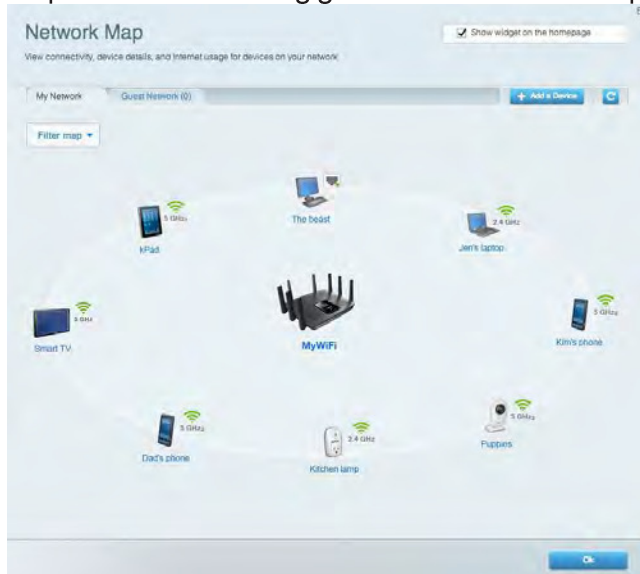 Network Map
Show widget on the homepage
View connectivity, device details, and Internet usage for devices on your network
My Network
Guest Network (0)
+ Add a Device
Filter map
The beast
5 GHz
kPad
2.4 GHz
Jen's laptop
5 GHz
Smart TV
MyWiFi
5 GHz
Kim's phone
5 GHz
Dad's phone
2.4 GHz
Kitchen lamp
5 GHz
Puppies
Ok